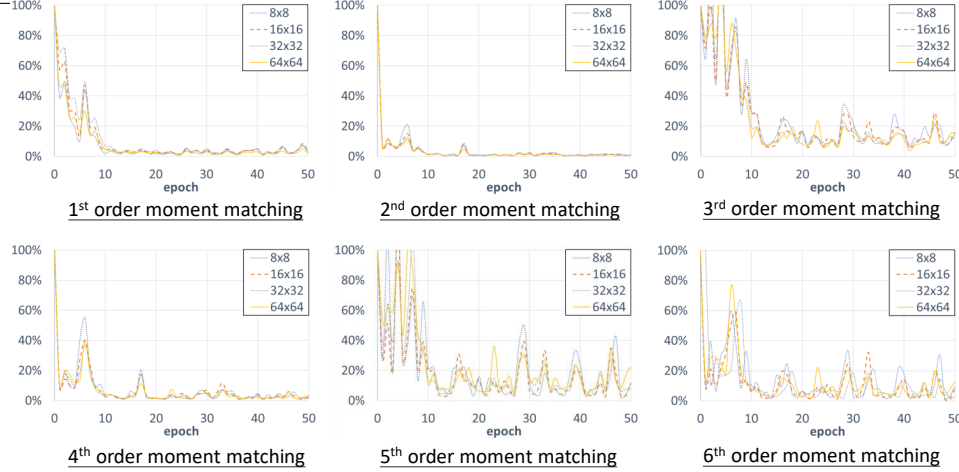 100%
80%
60%
40%
20%
0%
0 10 20 30 40 50
epoch
8x8
16x16
32x32
64x64
1st order moment matching
100%
80%
60%
40%
20%
0%
0 10 20 30 40 50
epoch
8x8
16x16
32x32
64x64
2nd order moment matching
100%
80%
60%
40%
20%
0%
0 10 20 30 40 50
epoch
8x8
16x16
32x32
64x64
3rd order moment matching
100%
80%
60%
40%
20%
0%
0 10 20 30 40 50
epoch
8x8
16x16
32x32
64x64
4th order moment matching
100%
80%
60%
40%
20%
0%
0 10 20 30 40 50
epoch
8x8
16x16
32x32
64x64
5th order moment matching
100%
80%
60%
40%
20%
0%
0 10 20 30 40 50
epoch
8x8
16x16
32x32
64x64
6th order moment matching